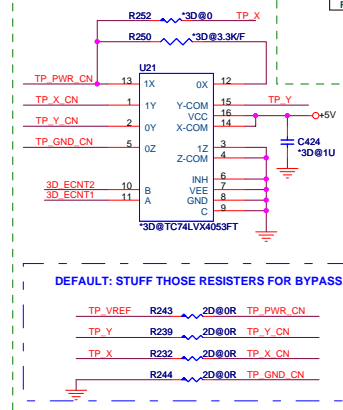 R252 *3D@0 TP_X
R250 *3D@3.3K/F
U21
TP_PWR_CN 13 1X 0X 12
TP_X_CN 1 1Y Y-COM 15 TP_Y
VCC 16 +5V
TP_Y_CN 2 0Y X-COM 14
TP_GND_CN 5 0Z 1Z 3
Z-COM 4
C424
*3D@1U
INH 6
3D_ECNT2 10 B VEE 7
3D_ECNT1 11 A GND 8
C 9
*3D@TC74LVX4053FT
DEFAULT: STUFF THOSE RESISTERS FOR BYPASS
TP_VREF R243 2D@0R TP_PWR_CN
TP_Y R239 2D@0R TP_Y_CN
TP_X R232 2D@0R TP_X_CN
R244 2D@0R TP_GND_CN